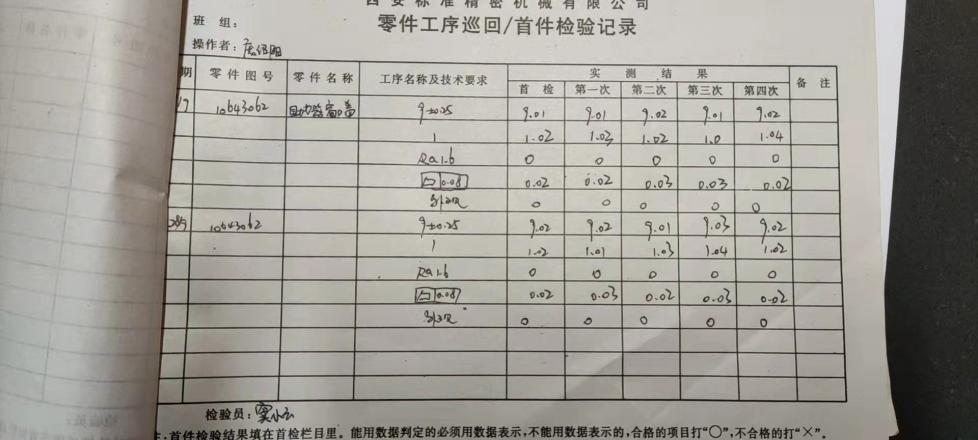 西安标准精密机械有限公司
零件工序巡回/首件检验记录
班 组:
操作者:
期 零件图号 零件名称 工序名称及技术要求 实测结果 备注
首检 第一次 第二次 第三次 第四次
10643062 9±0.25 9.01 9.01 9.02 9.01 9.02
1 1.02 1.03 1.02 1.0 1.04
Ra1.6 0 0 0 0 0
0.08 0.02 0.02 0.03 0.03 0.02
外观 0 0 0 0 0
10643062 9±0.25 9.02 9.02 9.01 9.03 9.02
1 1.02 1.01 1.03 1.04 1.02
Ra1.6 0 0 0 0 0
0.08 0.02 0.03 0.02 0.03 0.02
外观 0 0 0 0 0
检验员:
注:首件检验结果填在首检栏目里。能用数据判定的必须用数据表示,不能用数据表示的,合格的项目打“○”,不合格的打“×”。